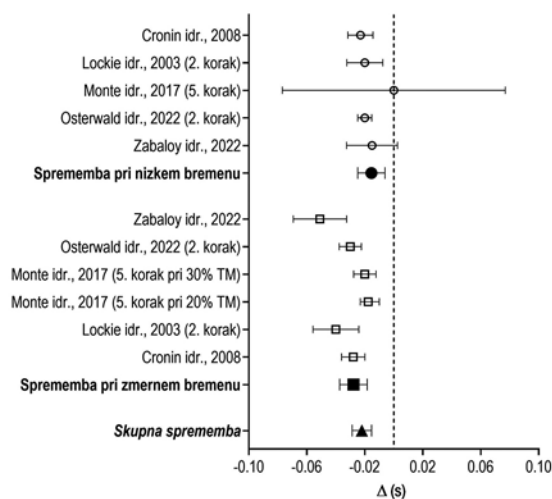 Cronin idr., 2008
Lockie idr., 2003 (2. korak)
Monte idr., 2017 (5. korak)
Osterwald idr., 2022 (2. korak)
Zabaloy idr., 2022
Sprememba pri nizkem bremenu
Zabaloy idr., 2022
Osterwald idr., 2022 (2. korak)
Monte idr., 2017 (5. korak pri 30% TM)
Monte idr., 2017 (5. korak pri 20% TM)
Lockie idr., 2003 (2. korak)
Cronin idr., 2008
Sprememba pri zmernem bremenu
Skupna sprememba
-0.10 -0.06 -0.02 0.02 0.06 0.10
Δ (s)